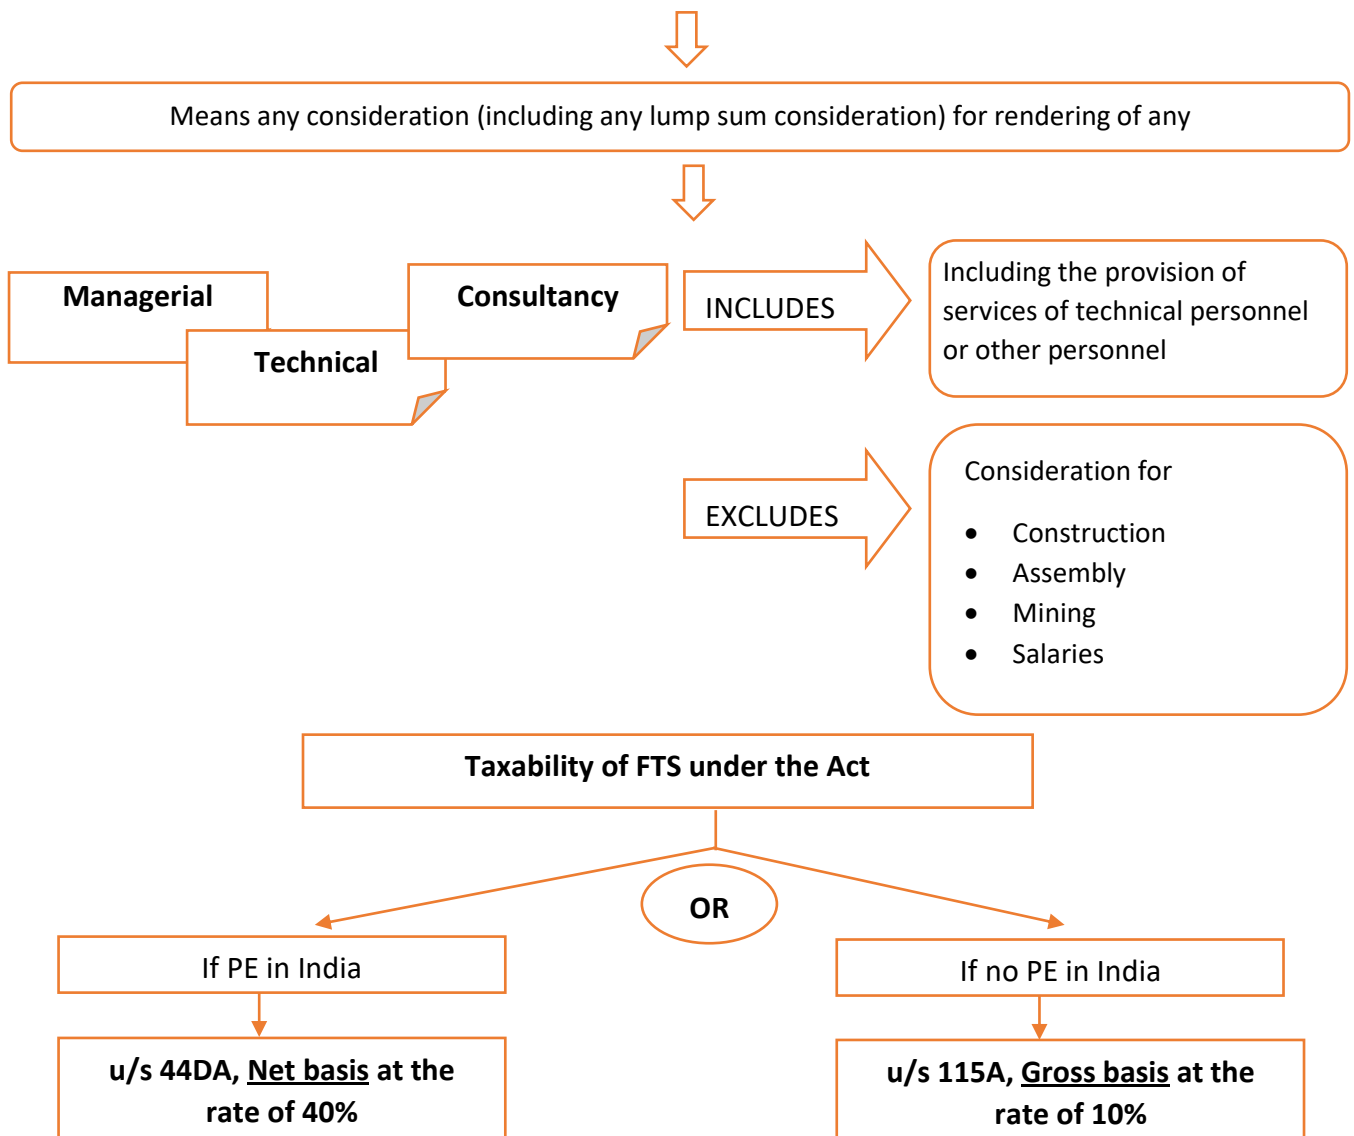 Means any consideration (including any lump sum consideration) for rendering of any
Managerial
Technical
Consultancy
INCLUDES
Including the provision of
services of technical personnel
or other personnel
EXCLUDES
Consideration for
• Construction
• Assembly
• Mining
• Salaries
Taxability of FTS under the Act
OR
If PE in India
If no PE in India
u/s 44DA, Net basis at the
rate of 40%
u/s 115A, Gross basis at the
rate of 10%